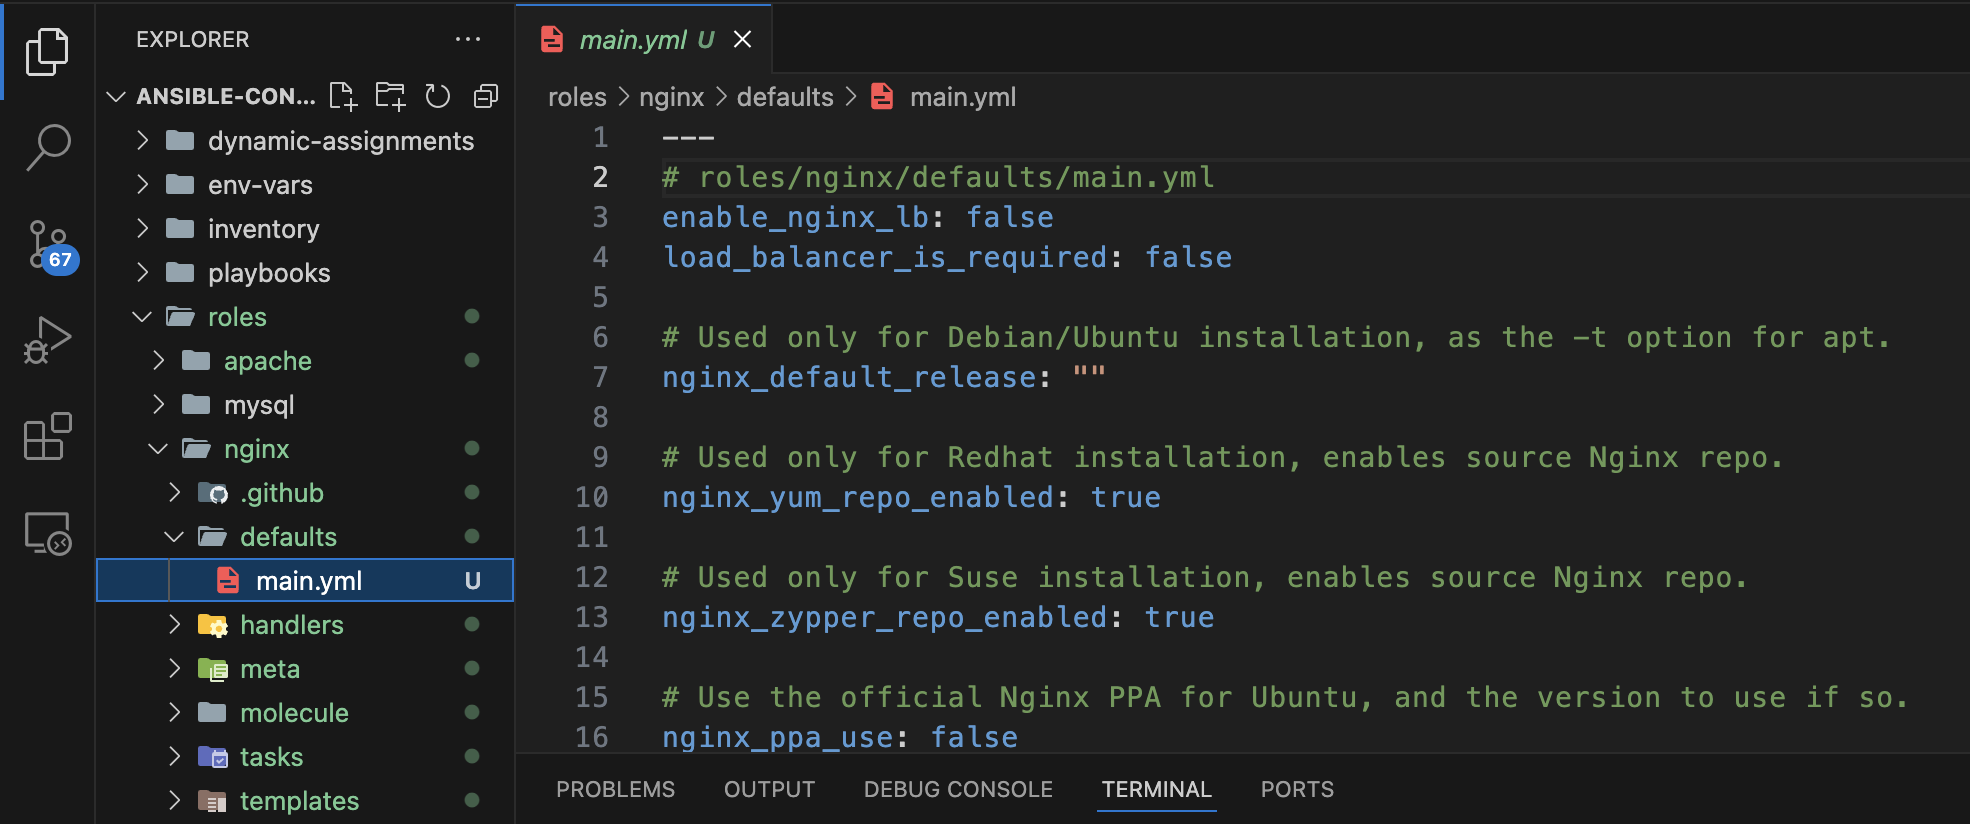 EXPLORER
ANSIBLE-CON...
dynamic-assignments
env-vars
inventory
playbooks
roles
apache
mysql
nginx
.github
defaults
main.yml U
handlers
meta
molecule
tasks
templates
67
main.yml U
roles > nginx > defaults > main.yml
1 ---
2 # roles/nginx/defaults/main.yml
3 enable_nginx_lb: false
4 load_balancer_is_required: false
5
6 # Used only for Debian/Ubuntu installation, as the -t option for apt.
7 nginx_default_release: ""
8
9 # Used only for Redhat installation, enables source Nginx repo.
10 nginx_yum_repo_enabled: true
11
12 # Used only for Suse installation, enables source Nginx repo.
13 nginx_zypper_repo_enabled: true
14
15 # Use the official Nginx PPA for Ubuntu, and the version to use if so.
16 nginx_ppa_use: false
PROBLEMS OUTPUT DEBUG CONSOLE TERMINAL PORTS